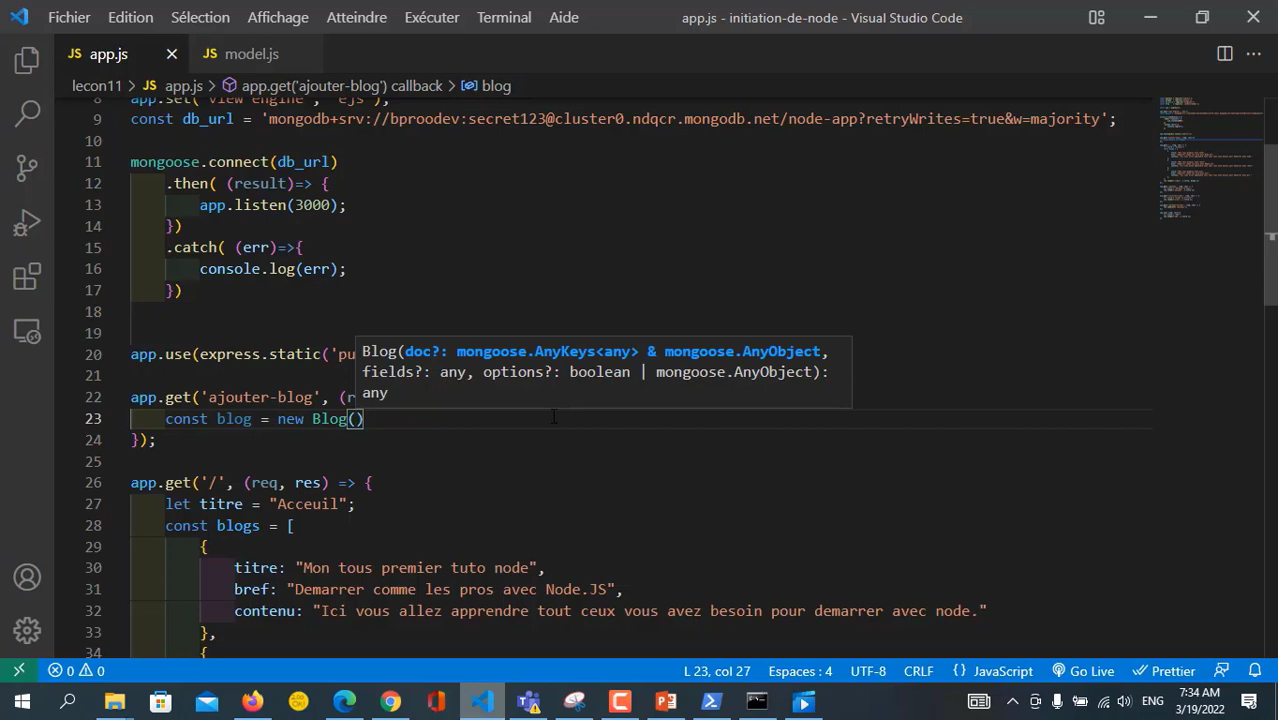 Fichier Edition Sélection Affichage Atteindre Exécuter Terminal Aide app.js - initiation-de-node - Visual Studio Code
JS app.js JS model.js
lecon11 > JS app.js > app.get('ajouter-blog') callback > blog
8 app.set('view engine', 'ejs');
9 const db_url = 'mongodb+srv://bproodev:secret123@cluster0.ndqcr.mongodb.net/node-app?retryWrites=true&w=majority';
10
11 mongoose.connect(db_url)
12 .then( (result)=> {
13 app.listen(3000);
14 })
15 .catch( (err)=>{
16 console.log(err);
17 })
18
19
Blog(doc?: mongoose.AnyKeys<any> & mongoose.AnyObject,
fields?: any, options?: boolean | mongoose.AnyObject):
any
20 app.use(express.static('pu
21
22 app.get('ajouter-blog', (r
23 const blog = new Blog()
24 });
25
26 app.get('/', (req, res) => {
27 let titre = "Acceuil";
28 const blogs = [
29 {
30 titre: "Mon tous premier tuto node",
31 bref: "Demarrer comme les pros avec Node.JS",
32 contenu: "Ici vous allez apprendre tout ceux vous avez besoin pour demarrer avec node."
33 },
34 {
0 0 L 23, col 27 Espaces : 4 UTF-8 CRLF {} JavaScript Go Live Prettier
ENG 7:34 AM
3/19/2022